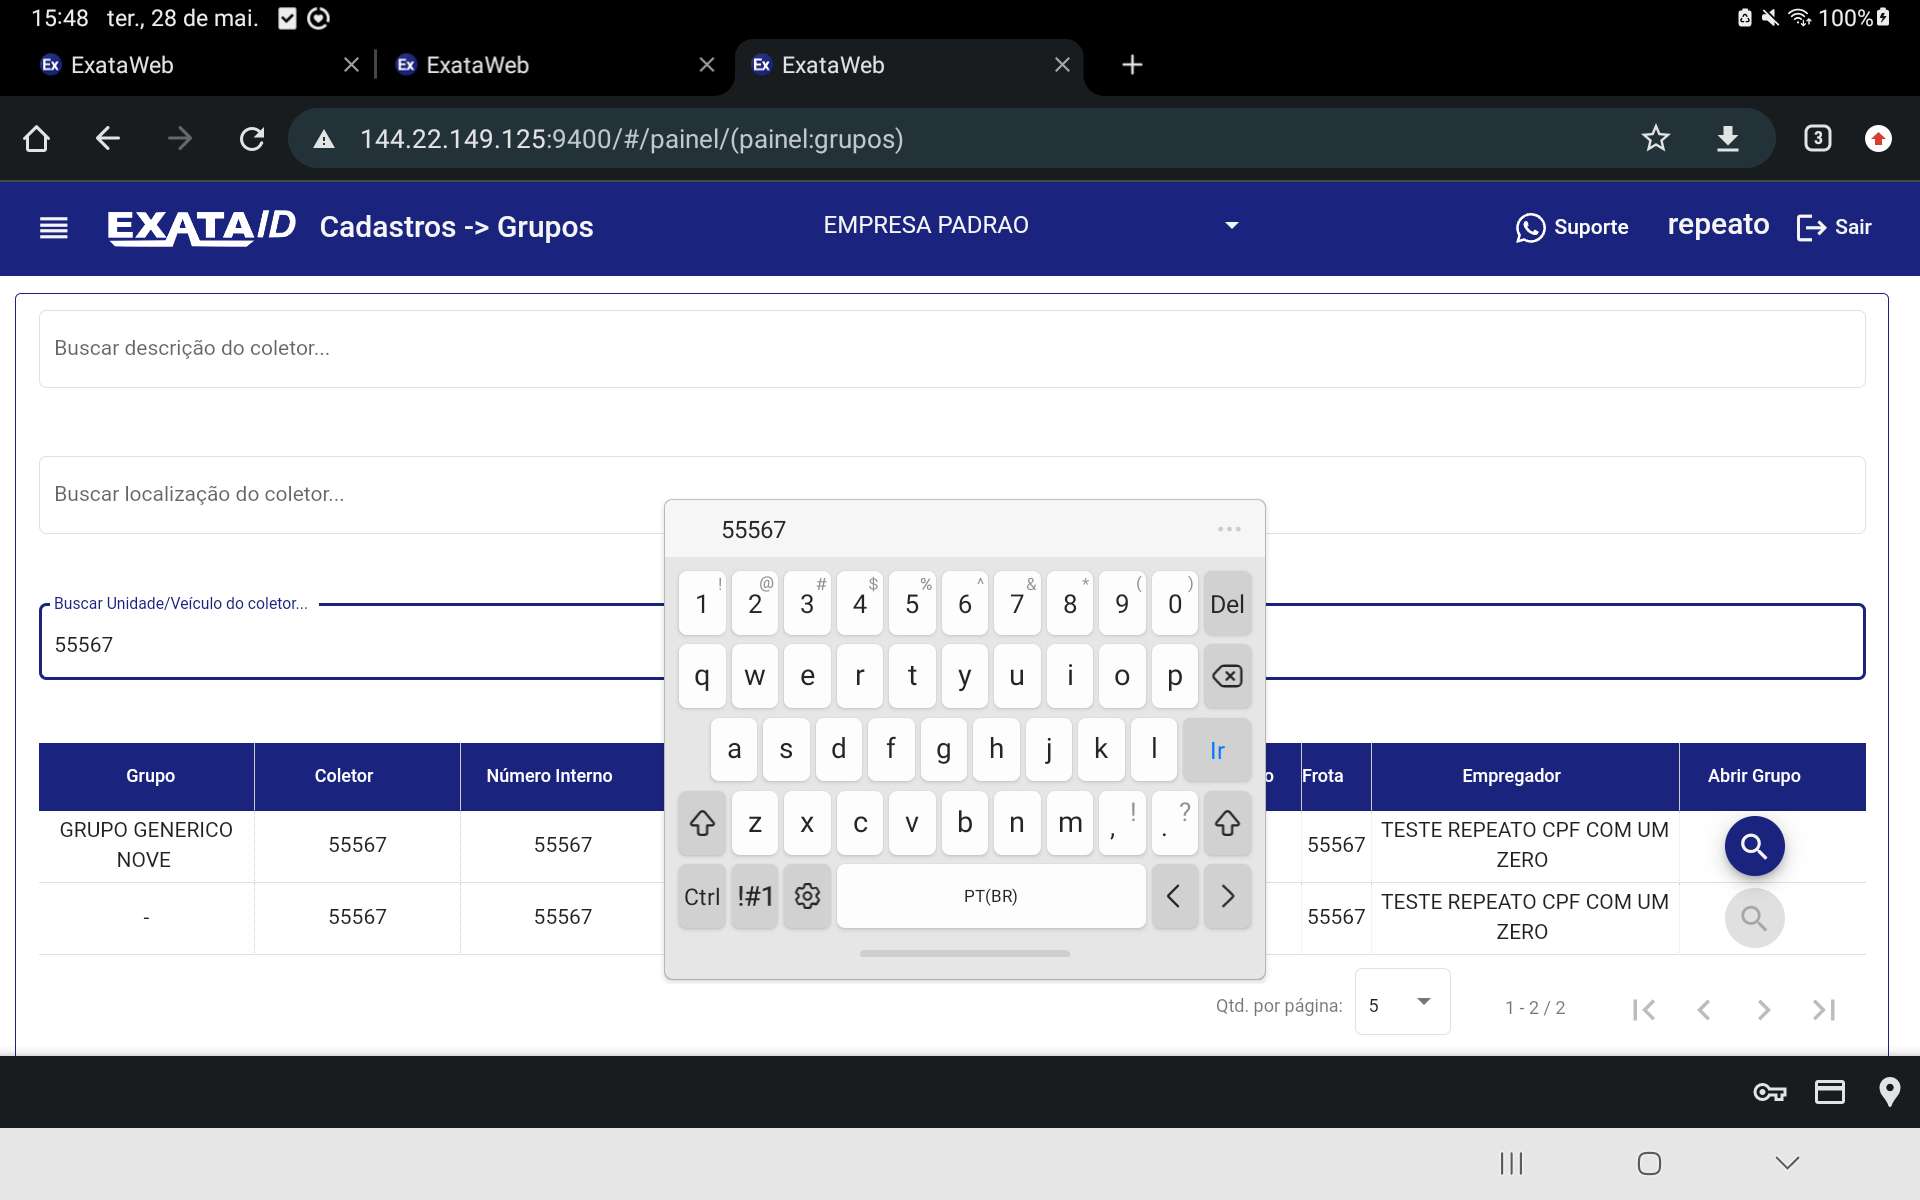 15:48 ter., 28 de mai.
100%
Ex ExataWeb
Ex ExataWeb
Ex ExataWeb
144.22.149.125:9400/#/painel/(painel:grupos)
3
EXATA/D Cadastros -> Grupos
EMPRESA PADRAO
Suporte
repeato
Sair
Buscar descrição do coletor...
Buscar localização do coletor...
Buscar Unidade/Veículo do coletor...
55567
55567
! @ # $ % ^ & * ( )
1 2 3 4 5 6 7 8 9 0 Del
q w e r t y u i o p
a s d f g h j k l Ir
z x c v b n m , ! . ?
Ctrl !#1 PT(BR) < >
Grupo Coletor Número Interno o Frota Empregador Abrir Grupo
GRUPO GENERICO NOVE 55567 55567 55567 TESTE REPEATO CPF COM UM ZERO
- 55567 55567 55567 TESTE REPEATO CPF COM UM ZERO
Qtd. por página: 5 1 - 2 / 2